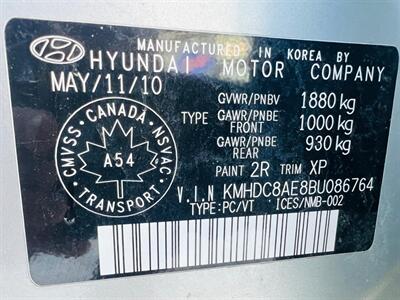 MANUFACTURED IN KOREA BY
HYUNDAI MOTOR COMPANY
MAY/11/10
GVWR/PNBV 1880 kg
TYPE GAWR/PNBE FRONT 1000 kg
GAWR/PNBE REAR 930 kg
PAINT 2R TRIM XP
V.I.N KMHDC8AE8BU086764
TYPE:PC/VT ICES/NMB-002
CMVSS CANADA NSVAC
A54
TRANSPORT